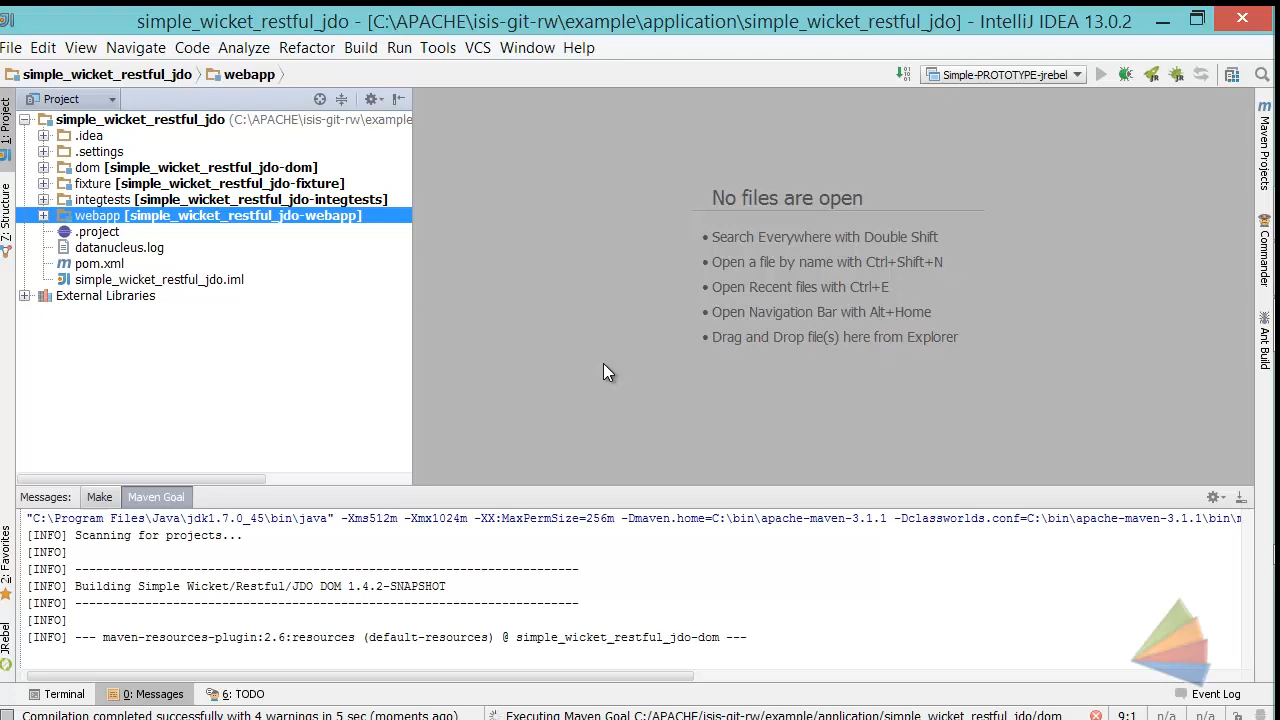 simple_wicket_restful_jdo - [C:\APACHE\isis-git-rw\example\application\simple_wicket_restful_jdo] - IntelliJ IDEA 13.0.2
File Edit View Navigate Code Analyze Refactor Build Run Tools VCS Window Help
simple_wicket_restful_jdo webapp Simple-PROTOTYPE-jrebel
Project
simple_wicket_restful_jdo (C:\APACHE\isis-git-rw\example
.idea
.settings
dom [simple_wicket_restful_jdo-dom]
fixture [simple_wicket_restful_jdo-fixture]
integtests [simple_wicket_restful_jdo-integtests]
webapp [simple_wicket_restful_jdo-webapp]
.project
datanucleus.log
pom.xml
simple_wicket_restful_jdo.iml
External Libraries
1: Project
7: Structure
2: Favorites
JRebel
No files are open
• Search Everywhere with Double Shift
• Open a file by name with Ctrl+Shift+N
• Open Recent files with Ctrl+E
• Open Navigation Bar with Alt+Home
• Drag and Drop file(s) here from Explorer
Maven Projects
Commander
Ant Build
Messages: Make Maven Goal
"C:\Program Files\Java\jdk1.7.0_45\bin\java" -Xms512m -Xmx1024m -XX:MaxPermSize=256m -Dmaven.home=C:\bin\apache-maven-3.1.1 -Dclassworlds.conf=C:\bin\apache-maven-3.1.1\bin\m
[INFO] Scanning for projects...
[INFO]
[INFO] ------------------------------------------------------------------------
[INFO] Building Simple Wicket/Restful/JDO DOM 1.4.2-SNAPSHOT
[INFO] ------------------------------------------------------------------------
[INFO]
[INFO] --- maven-resources-plugin:2.6:resources (default-resources) @ simple_wicket_restful_jdo-dom ---
Terminal 0: Messages 6: TODO Event Log
Compilation completed successfully with 4 warnings in 5 sec (moments ago) Executing Maven Goal C:/APACHE/isis-git-rw/example/application/simple_wicket_restful_jdo/dom 9:1 n/a n/a